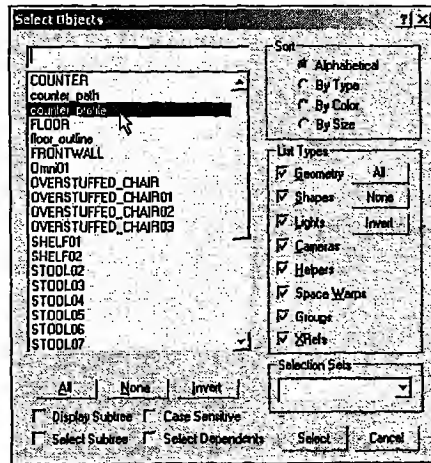 Select Objects
COUNTER
counter_path
counter_profile
FLOOR
floor_outline
FRONTWALL
Omni01
OVERSTUFFED_CHAIR
OVERSTUFFED_CHAIR01
OVERSTUFFED_CHAIR02
OVERSTUFFED_CHAIR03
SHELF01
SHELF02
STOOL02
STOOL03
STOOL04
STOOL05
STOOL06
STOOL07
All
None
Invert
Display Subtree
Case Sensitive
Select Subtree
Select Dependents
Sort
Alphabetical
By Type
By Color
By Size
List Types
Geometry
All
Shapes
None
Lights
Invert
Cameras
Helpers
Space Warps
Groups
XRefs
Selection Sets
Select
Cancel